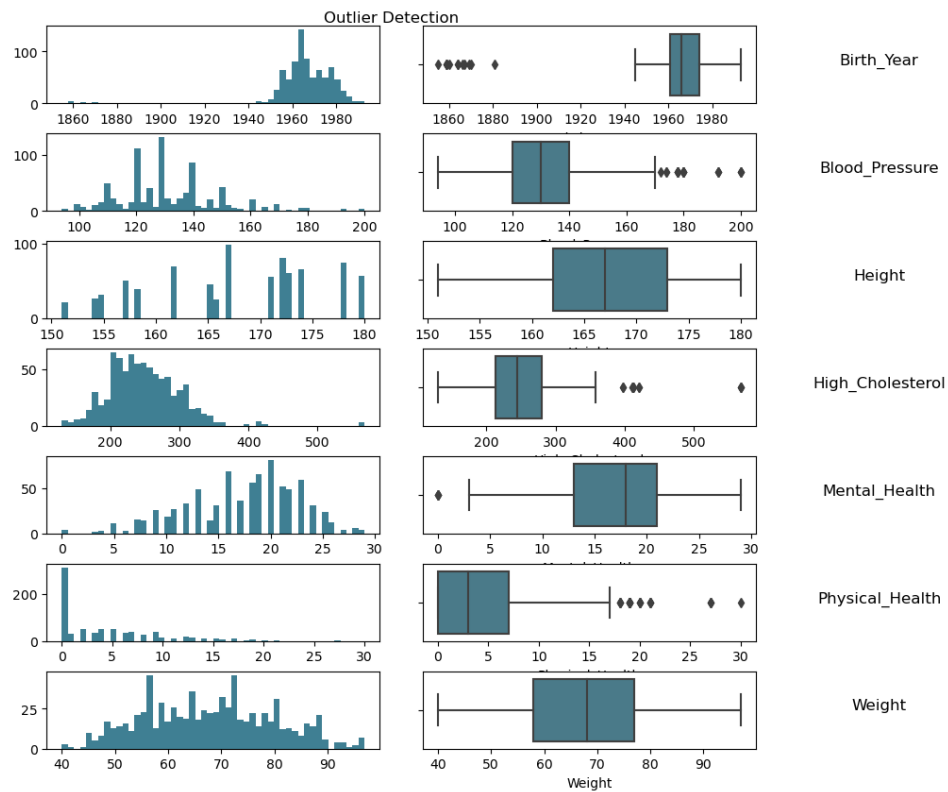 Outlier Detection
100
0
1860 1880 1900 1920 1940 1960 1980
1860 1880 1900 1920 1940 1960 1980
Birth_Year
100
0
100 120 140 160 180 200
100 120 140 160 180 200
Blood_Pressure
100
50
0
150 155 160 165 170 175 180
150 155 160 165 170 175 180
Height
50
0
200 300 400 500
200 300 400 500
High_Cholesterol
50
0
0 5 10 15 20 25 30
0 5 10 15 20 25 30
Mental_Health
200
0
0 5 10 15 20 25 30
0 5 10 15 20 25 30
Physical_Health
25
0
40 50 60 70 80 90
40 50 60 70 80 90
Weight
Weight